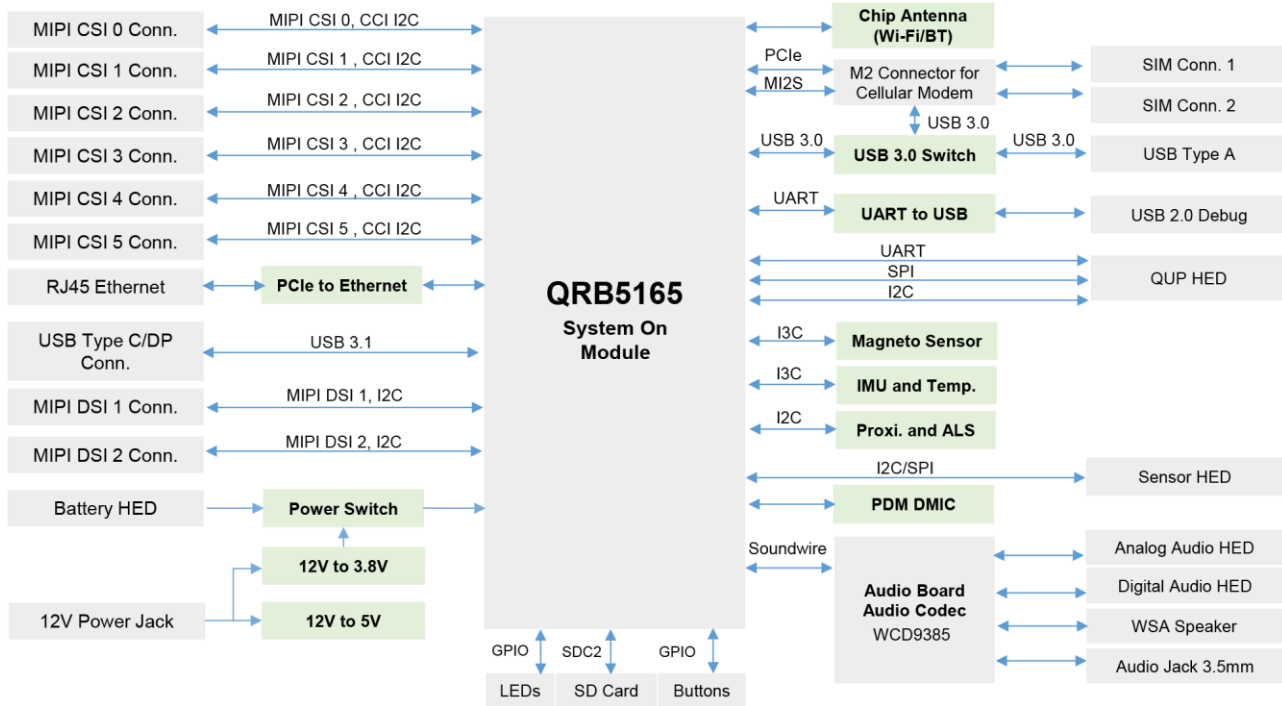 MIPI CSI 0 Conn.
MIPI CSI 0, CCI I2C
MIPI CSI 1 Conn.
MIPI CSI 1 , CCI I2C
MIPI CSI 2 Conn.
MIPI CSI 2 , CCI I2C
MIPI CSI 3 Conn.
MIPI CSI 3 , CCI I2C
MIPI CSI 4 Conn.
MIPI CSI 4 , CCI I2C
MIPI CSI 5 Conn.
MIPI CSI 5 , CCI I2C
RJ45 Ethernet
PCIe to Ethernet
USB Type C/DP
Conn.
USB 3.1
MIPI DSI 1 Conn.
MIPI DSI 1, I2C
MIPI DSI 2 Conn.
MIPI DSI 2, I2C
Battery HED
Power Switch
12V to 3.8V
12V Power Jack
12V to 5V
QRB5165
System On
Module
GPIO
SDC2
GPIO
LEDs
SD Card
Buttons
Chip Antenna
(Wi-Fi/BT)
PCIe
MI2S
M2 Connector for
Cellular Modem
SIM Conn. 1
SIM Conn. 2
USB 3.0
USB 3.0
USB 3.0 Switch
USB 3.0
USB Type A
UART
UART to USB
USB 2.0 Debug
UART
SPI
I2C
QUP HED
I3C
Magneto Sensor
I3C
IMU and Temp.
I2C
Proxi. and ALS
I2C/SPI
Sensor HED
PDM DMIC
Soundwire
Audio Board
Audio Codec
WCD9385
Analog Audio HED
Digital Audio HED
WSA Speaker
Audio Jack 3.5mm